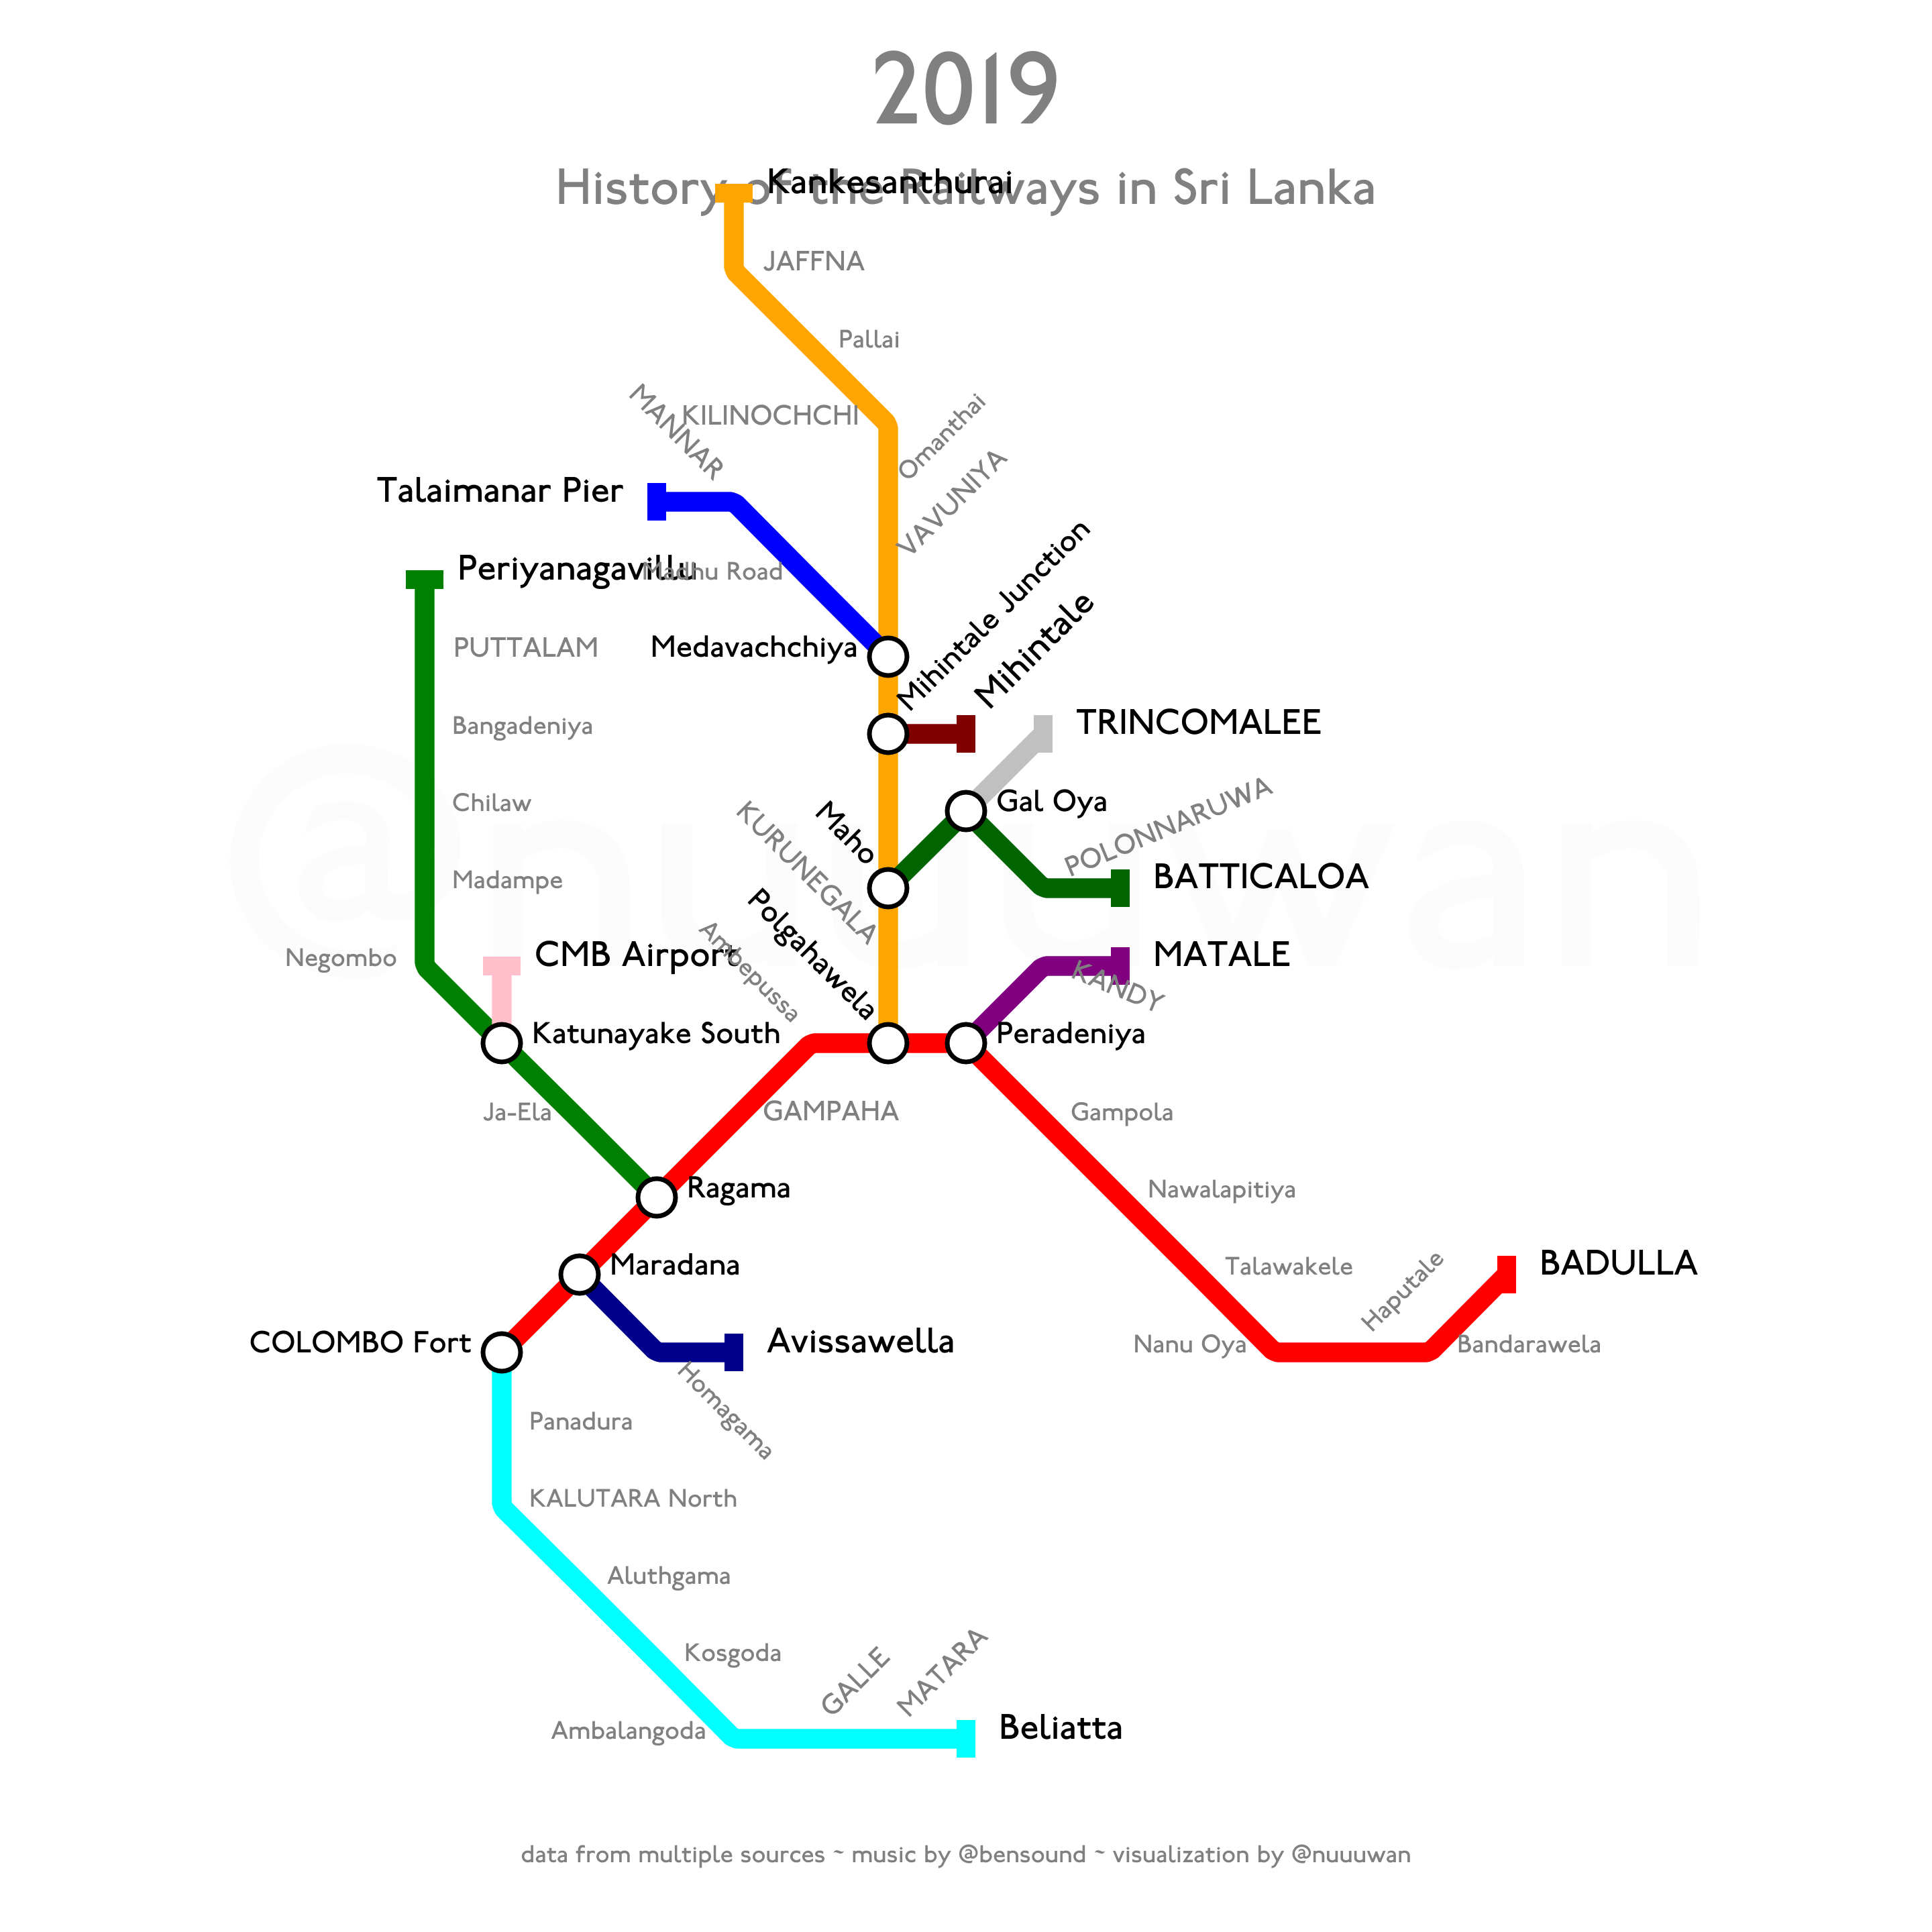 2019
History of the Railways in Sri Lanka
Kankesanthurai
JAFFNA
Pallai
MANNAR
KILINOCHCHI
Omanthai
VAVUNIYA
Talaimanar Pier
Periyanagavillu
Madhu Road
PUTTALAM
Medavachchiya
Mihintale Junction
Mihintale
Bangadeniya
TRINCOMALEE
Chilaw
Maho
Gal Oya
KURUNEGALA
POLONNARUWA
Madampe
BATTICALOA
@nuuuwan
Negombo
CMB Airport
Ambepussa
Polgahawela
MATALE
KANDY
Katunayake South
Peradeniya
Ja-Ela
GAMPAHA
Gampola
Ragama
Nawalapitiya
Maradana
Talawakele
Haputale
BADULLA
COLOMBO Fort
Avissawella
Nanu Oya
Bandarawela
Homagama
Panadura
KALUTARA North
Aluthgama
Kosgoda
GALLE
MATARA
Ambalangoda
Beliatta
data from multiple sources ~ music by @bensound ~ visualization by @nuuuwan